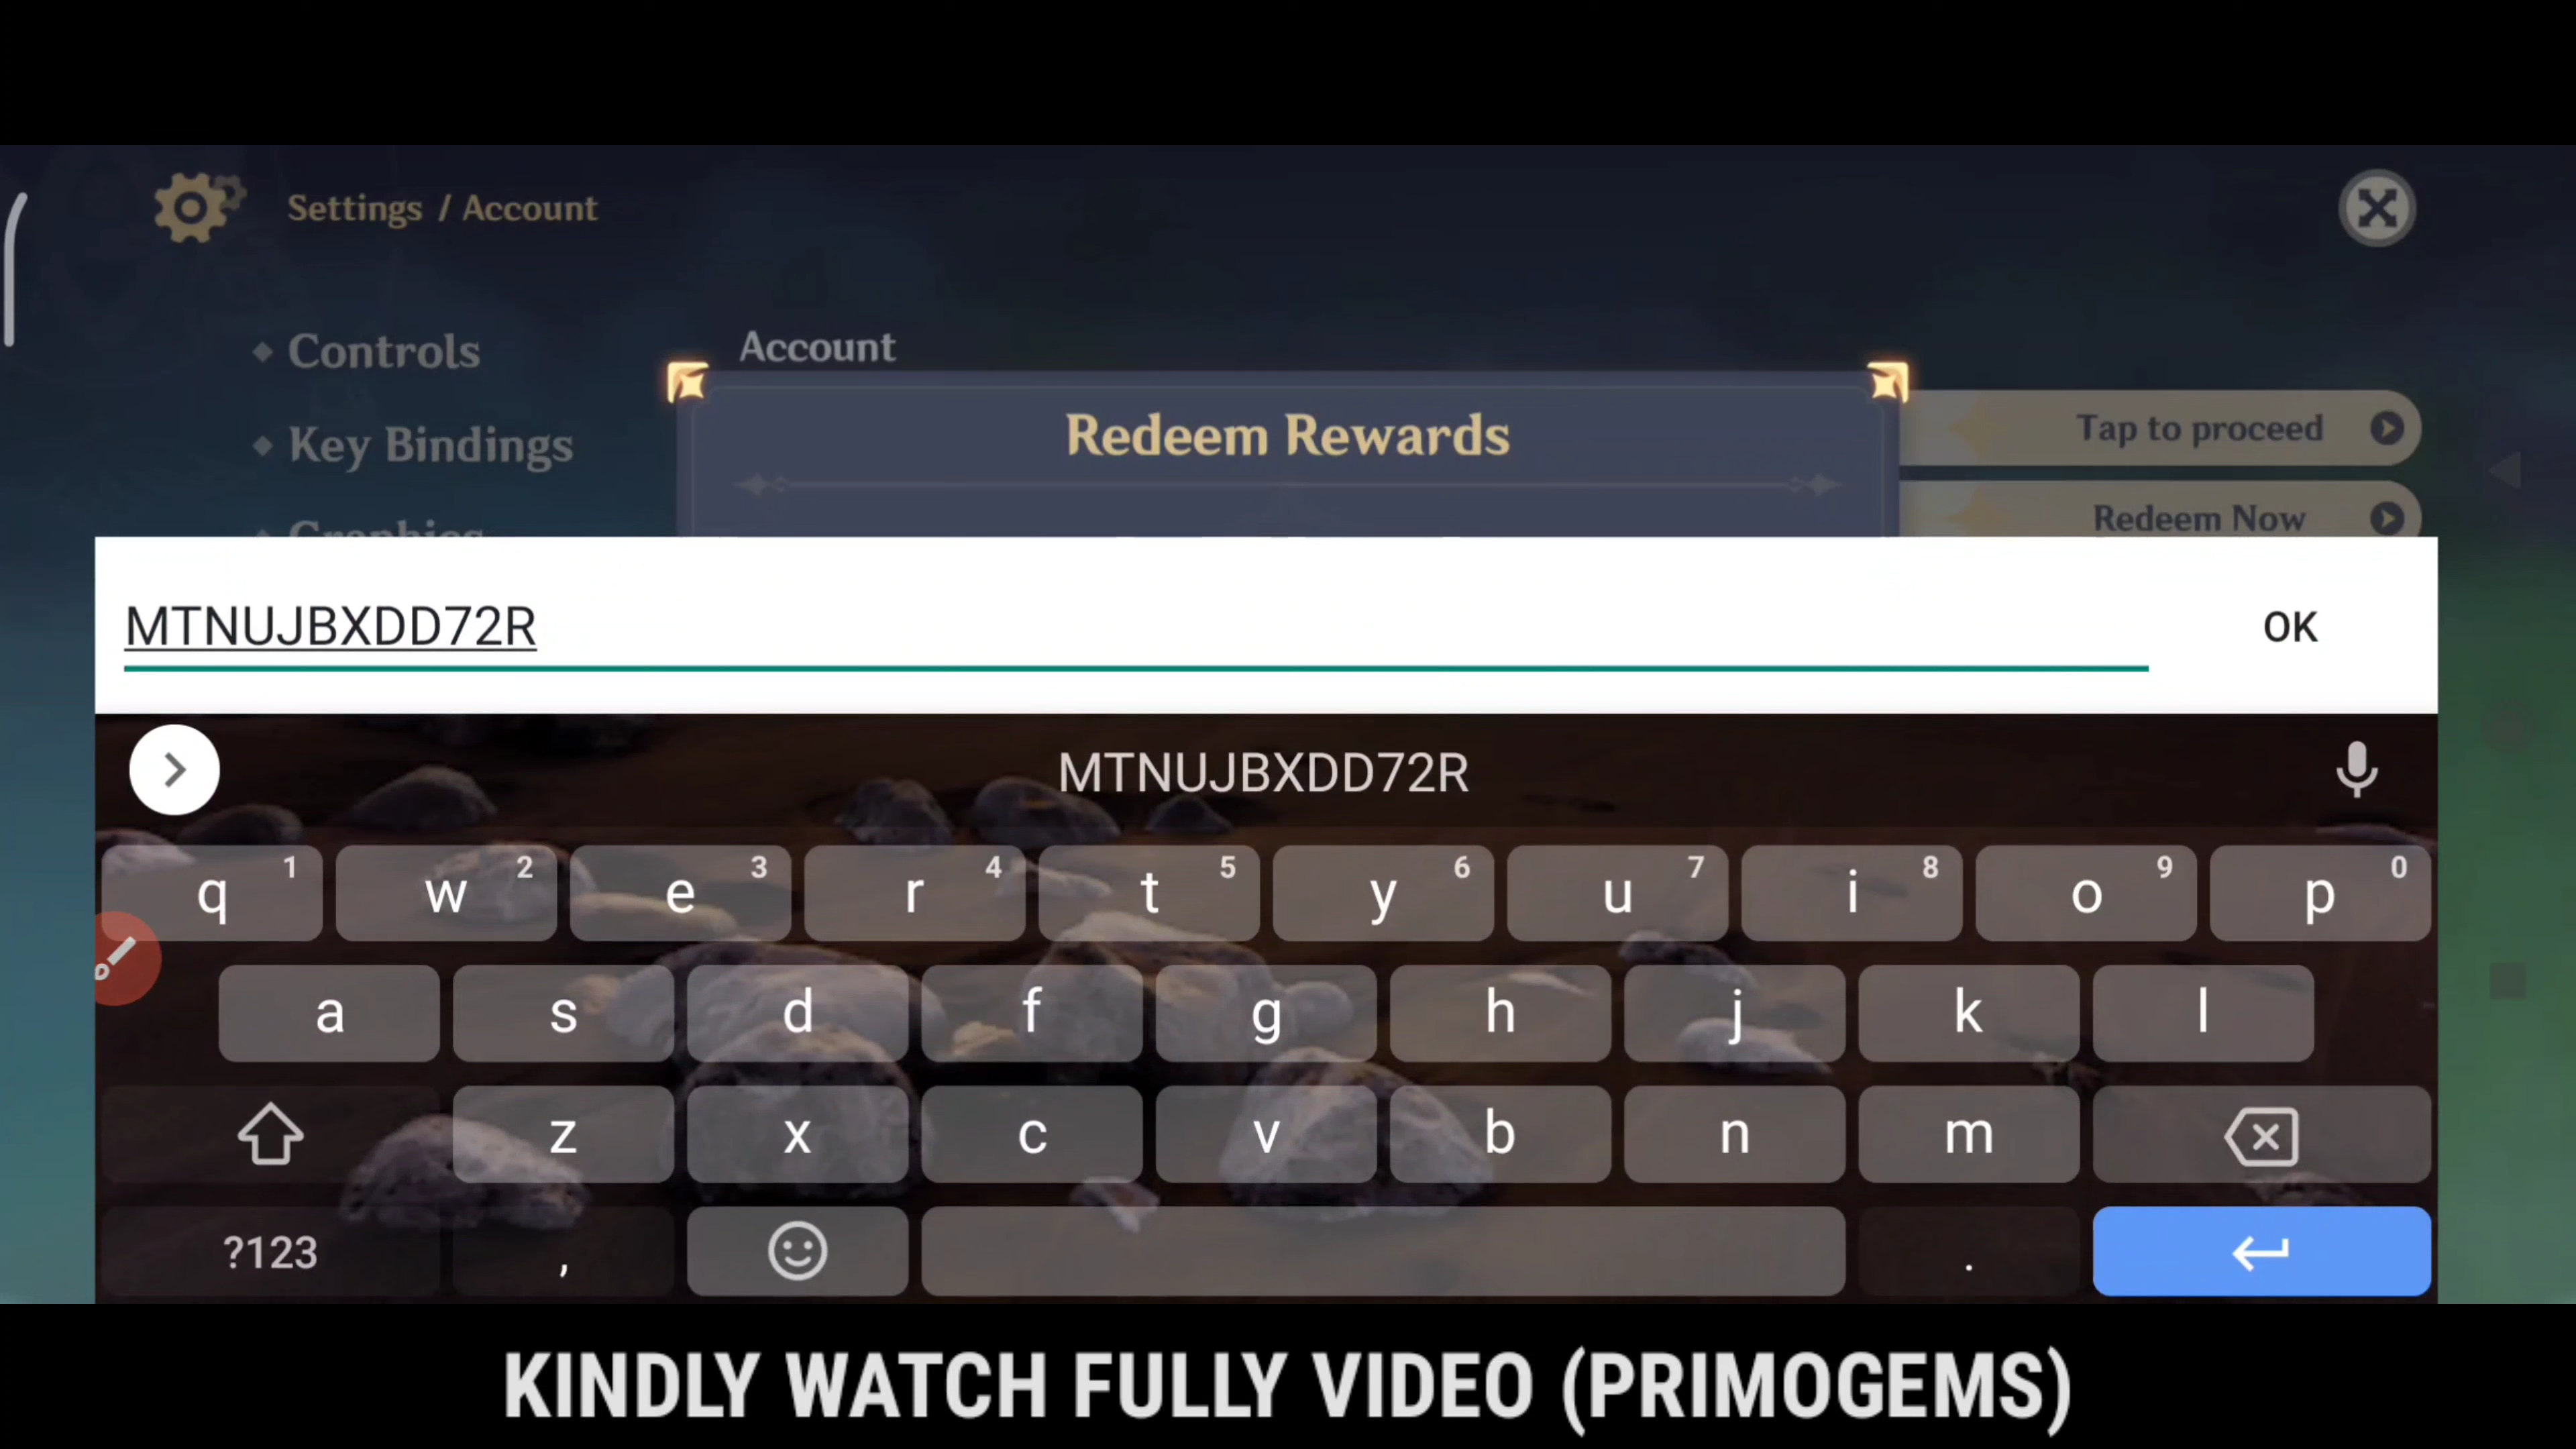 Settings / Account
Controls
Account
Key Bindings
Redeem Rewards
Tap to proceed
Graphics
Redeem Now
MTNUJBXDD72R
OK
MTNUJBXDD72R
q 1 w 2 e 3 r 4 t 5 y 6 u 7 i 8 o 9 p 0
a s d f g h j k l
z x c v b n m
?123 , .
KINDLY WATCH FULLY VIDEO (PRIMOGEMS)